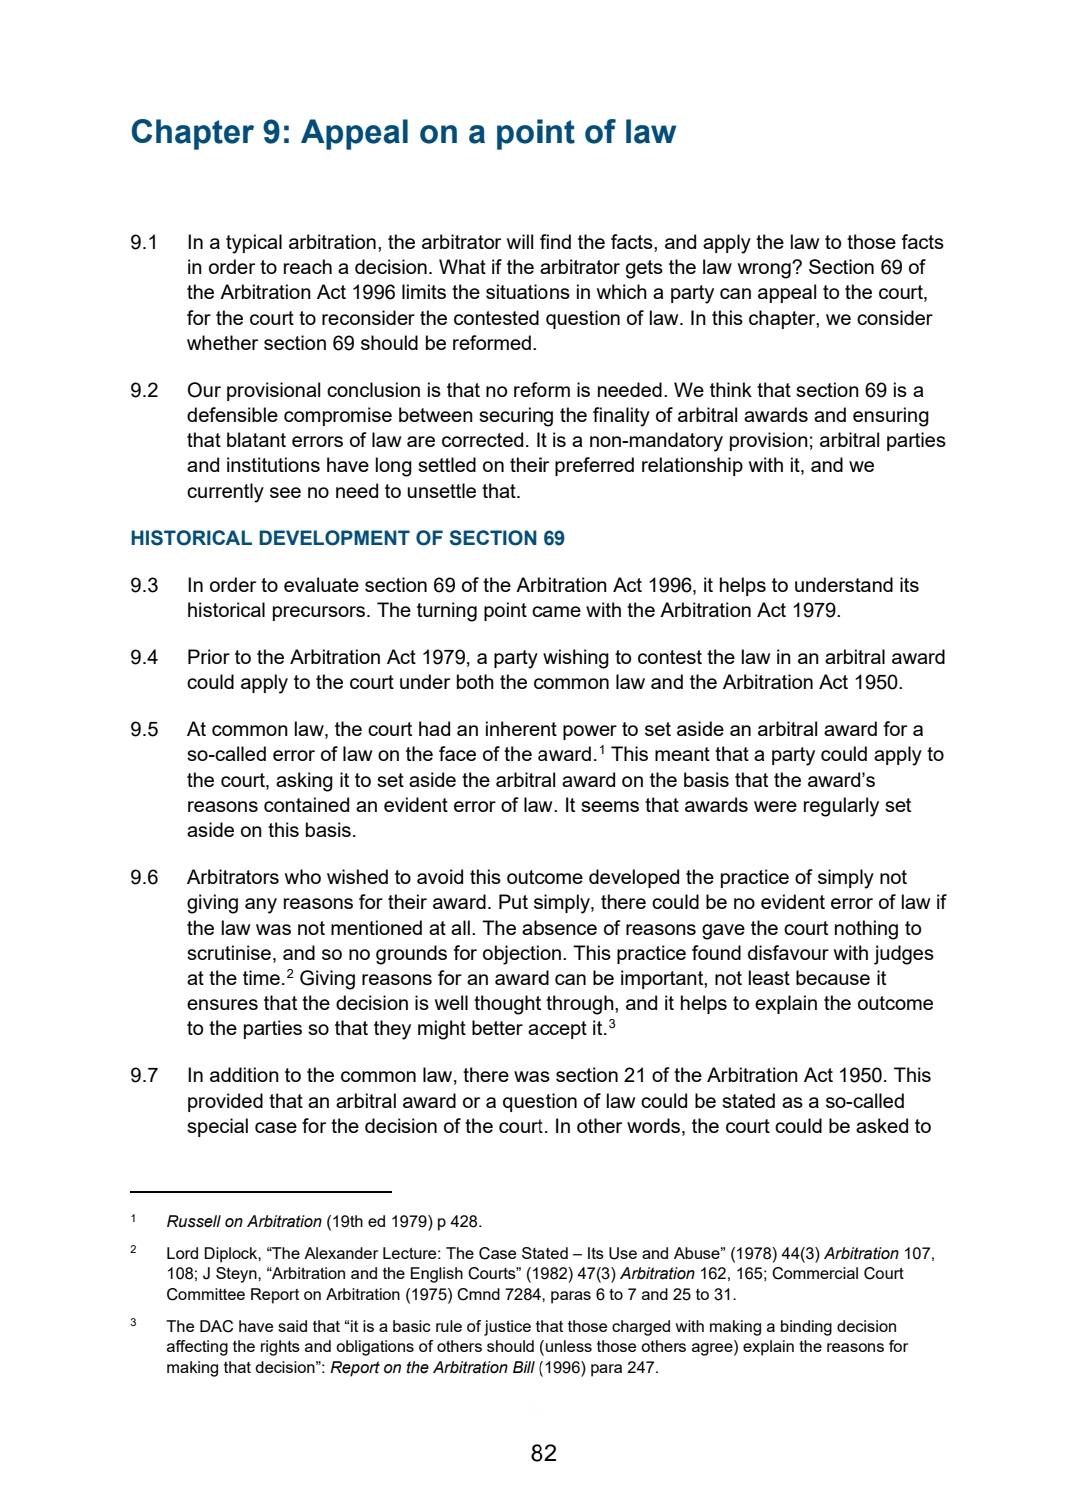 Chapter 9: Appeal on a point of law
9.1 In a typical arbitration, the arbitrator will find the facts, and apply the law to those facts
in order to reach a decision. What if the arbitrator gets the law wrong? Section 69 of
the Arbitration Act 1996 limits the situations in which a party can appeal to the court,
for the court to reconsider the contested question of law. In this chapter, we consider
whether section 69 should be reformed.
9.2 Our provisional conclusion is that no reform is needed. We think that section 69 is a
defensible compromise between securing the finality of arbitral awards and ensuring
that blatant errors of law are corrected. It is a non-mandatory provision; arbitral parties
and institutions have long settled on their preferred relationship with it, and we
currently see no need to unsettle that.
HISTORICAL DEVELOPMENT OF SECTION 69
9.3 In order to evaluate section 69 of the Arbitration Act 1996, it helps to understand its
historical precursors. The turning point came with the Arbitration Act 1979.
9.4 Prior to the Arbitration Act 1979, a party wishing to contest the law in an arbitral award
could apply to the court under both the common law and the Arbitration Act 1950.
9.5 At common law, the court had an inherent power to set aside an arbitral award for a
so-called error of law on the face of the award.1 This meant that a party could apply to
the court, asking it to set aside the arbitral award on the basis that the award’s
reasons contained an evident error of law. It seems that awards were regularly set
aside on this basis.
9.6 Arbitrators who wished to avoid this outcome developed the practice of simply not
giving any reasons for their award. Put simply, there could be no evident error of law if
the law was not mentioned at all. The absence of reasons gave the court nothing to
scrutinise, and so no grounds for objection. This practice found disfavour with judges
at the time.2 Giving reasons for an award can be important, not least because it
ensures that the decision is well thought through, and it helps to explain the outcome
to the parties so that they might better accept it.3
9.7 In addition to the common law, there was section 21 of the Arbitration Act 1950. This
provided that an arbitral award or a question of law could be stated as a so-called
special case for the decision of the court. In other words, the court could be asked to
1 Russell on Arbitration (19th ed 1979) p 428.
2 Lord Diplock, “The Alexander Lecture: The Case Stated – Its Use and Abuse” (1978) 44(3) Arbitration 107,
108; J Steyn, “Arbitration and the English Courts” (1982) 47(3) Arbitration 162, 165; Commercial Court
Committee Report on Arbitration (1975) Cmnd 7284, paras 6 to 7 and 25 to 31.
3 The DAC have said that “it is a basic rule of justice that those charged with making a binding decision
affecting the rights and obligations of others should (unless those others agree) explain the reasons for
making that decision”: Report on the Arbitration Bill (1996) para 247.
82